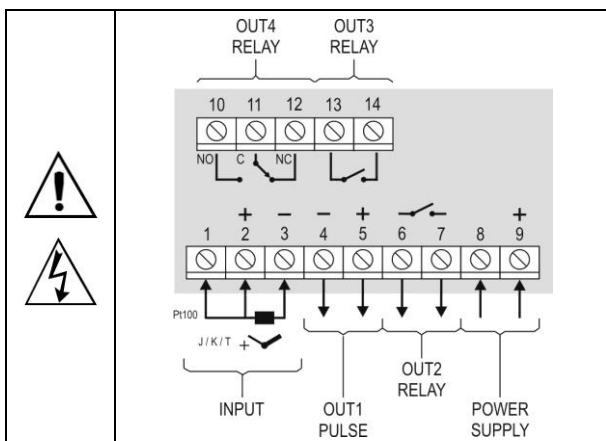 OUT4 RELAY
OUT3 RELAY
10 11 12 13 14
NO C NC
+ − − + +
1 2 3 4 5 6 7 8 9
Pt100
J / K / T +
INPUT
OUT1 PULSE
OUT2 RELAY
POWER SUPPLY